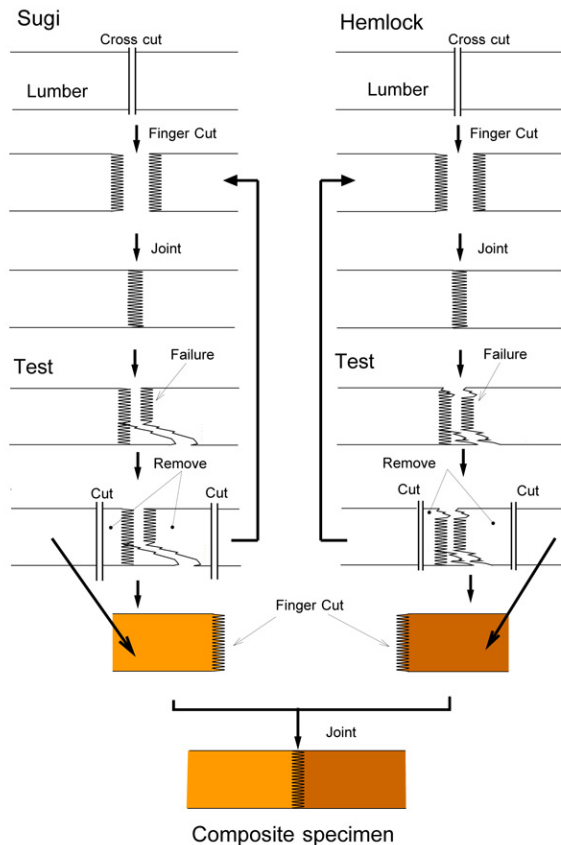 Sugi
Hemlock
Cross cut
Cross cut
Lumber
Lumber
Finger Cut
Finger Cut
Joint
Joint
Test
Failure
Test
Failure
Remove
Remove
Cut
Cut
Cut
Cut
Finger Cut
Joint
Composite specimen